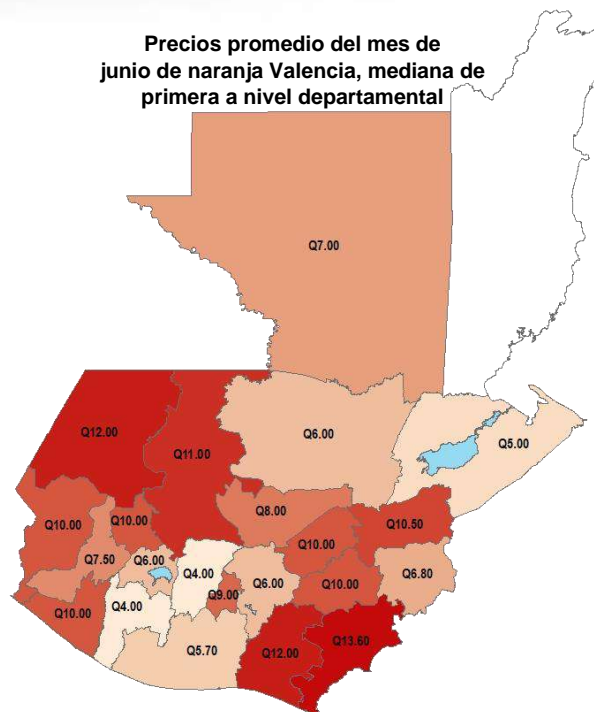 Precios promedio del mes de
junio de naranja Valencia, mediana de
primera a nivel departamental
Q7.00
Q12.00
Q11.00
Q6.00
Q5.00
Q10.00
Q10.00
Q8.00
Q10.50
Q7.50
Q6.00
Q4.00
Q10.00
Q6.00
Q10.00
Q6.80
Q10.00
Q4.00
Q9.00
Q5.70
Q12.00
Q13.60